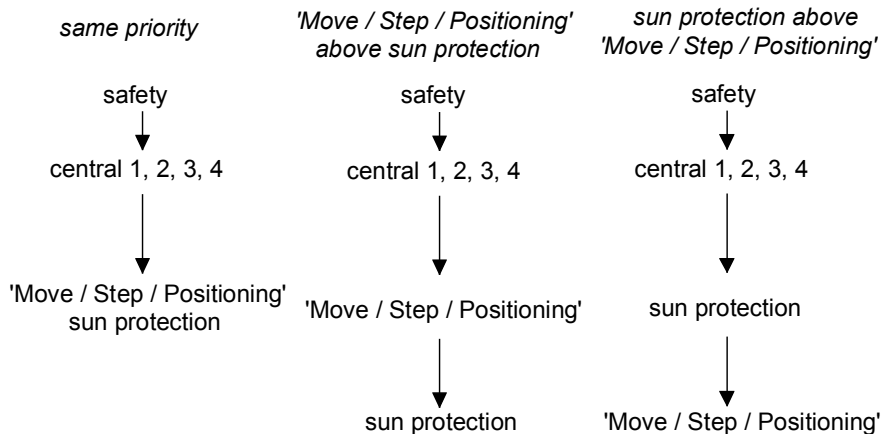 same priority
'Move / Step / Positioning'
above sun protection
sun protection above
'Move / Step / Positioning'
safety
safety
safety
central 1, 2, 3, 4
central 1, 2, 3, 4
central 1, 2, 3, 4
'Move / Step / Positioning'
sun protection
'Move / Step / Positioning'
sun protection
sun protection
'Move / Step / Positioning'